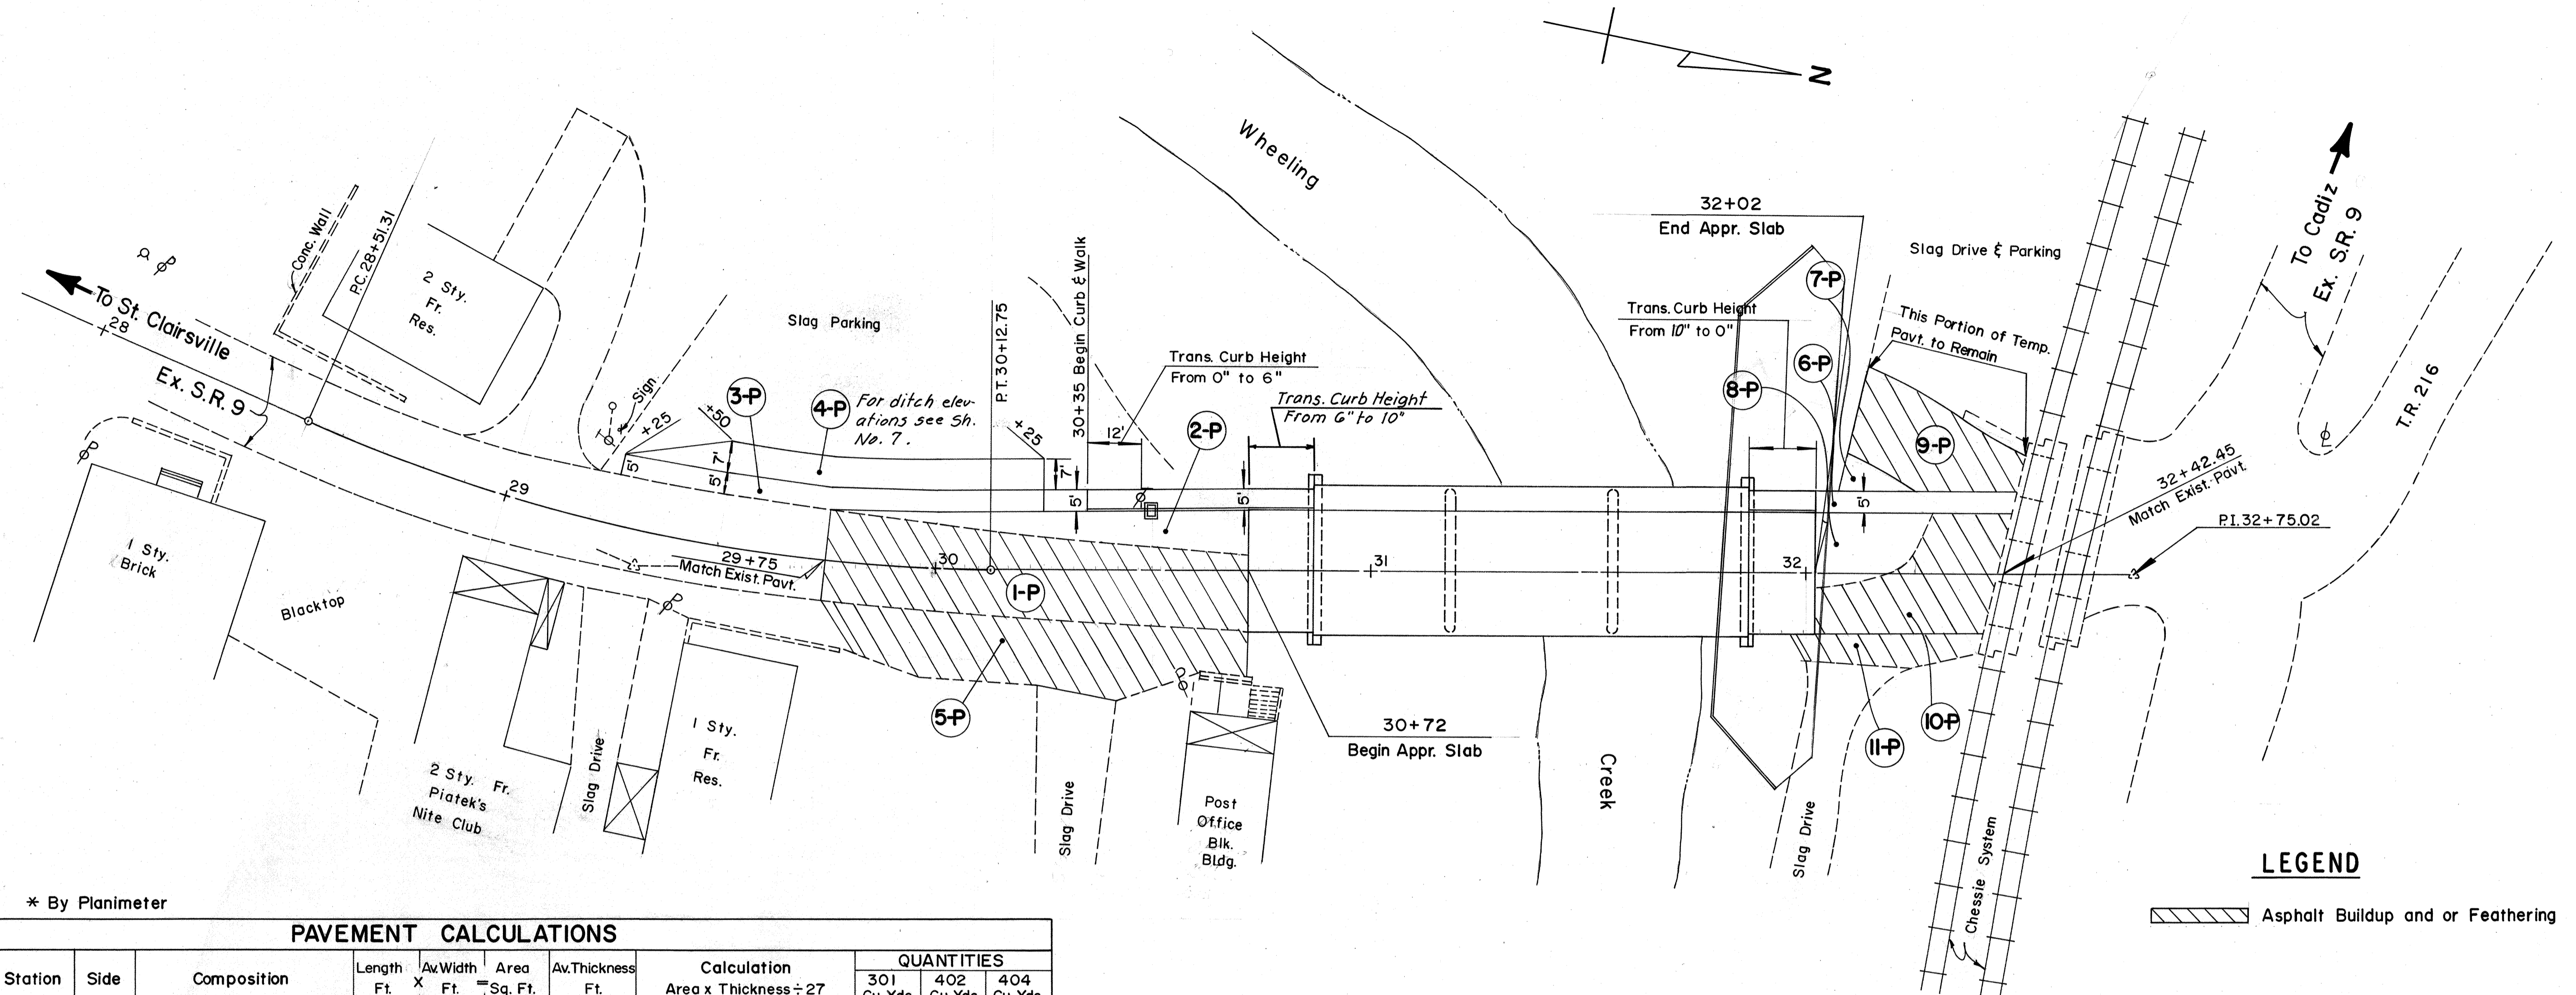 N
Wheeling
To Cadiz
Ex. S.R. 9
Conc. Wall
P.C. 28+51.31
32+02
End Appr. Slab
Slag Drive & Parking
7-P
To St. Clairsville
28
2 Sty.
Fr.
Res.
Slag Parking
P.T. 30+12.75
30+35 Begin Curb & Walk
Trans. Curb Height
From 10" to 0"
This Portion of Temp.
Pavt. to Remain
Trans. Curb Height
From 0" to 6"
6-P
8-P
T.R. 216
Ex. S.R. 9
Sign
+25
+50
3-P
4-P
For ditch elev-
ations see Sh.
No. 7.
+25
12'
2-P
Trans. Curb Height
From 6" to 10"
9-P
5'
7'
5'
7'
5'
5'
5'
32+42.45
Match Exist. Pavt.
P.I. 32+75.02
29
29+75
Match Exist. Pavt.
30
1-P
31
32
1 Sty.
Brick
Blacktop
5-P
1 Sty.
Fr.
Res.
30+72
Begin Appr. Slab
10-P
11-P
2 Sty. Fr.
Piatek's
Nite Club
Slag Drive
Slag Drive
Post
Office
Blk.
Bldg.
Creek
Slag Drive
Chessie System
LEGEND
Asphalt Buildup and or Feathering
* By Planimeter
PAVEMENT CALCULATIONS
Station Side Composition Length Ft. x Av. Width Ft. = Area Sq. Ft. Av. Thickness Ft. Calculation Area x Thickness ÷ 27 QUANTITIES 301 Cu. Yds. 402 Cu. Yds. 404 Cu. Yds.